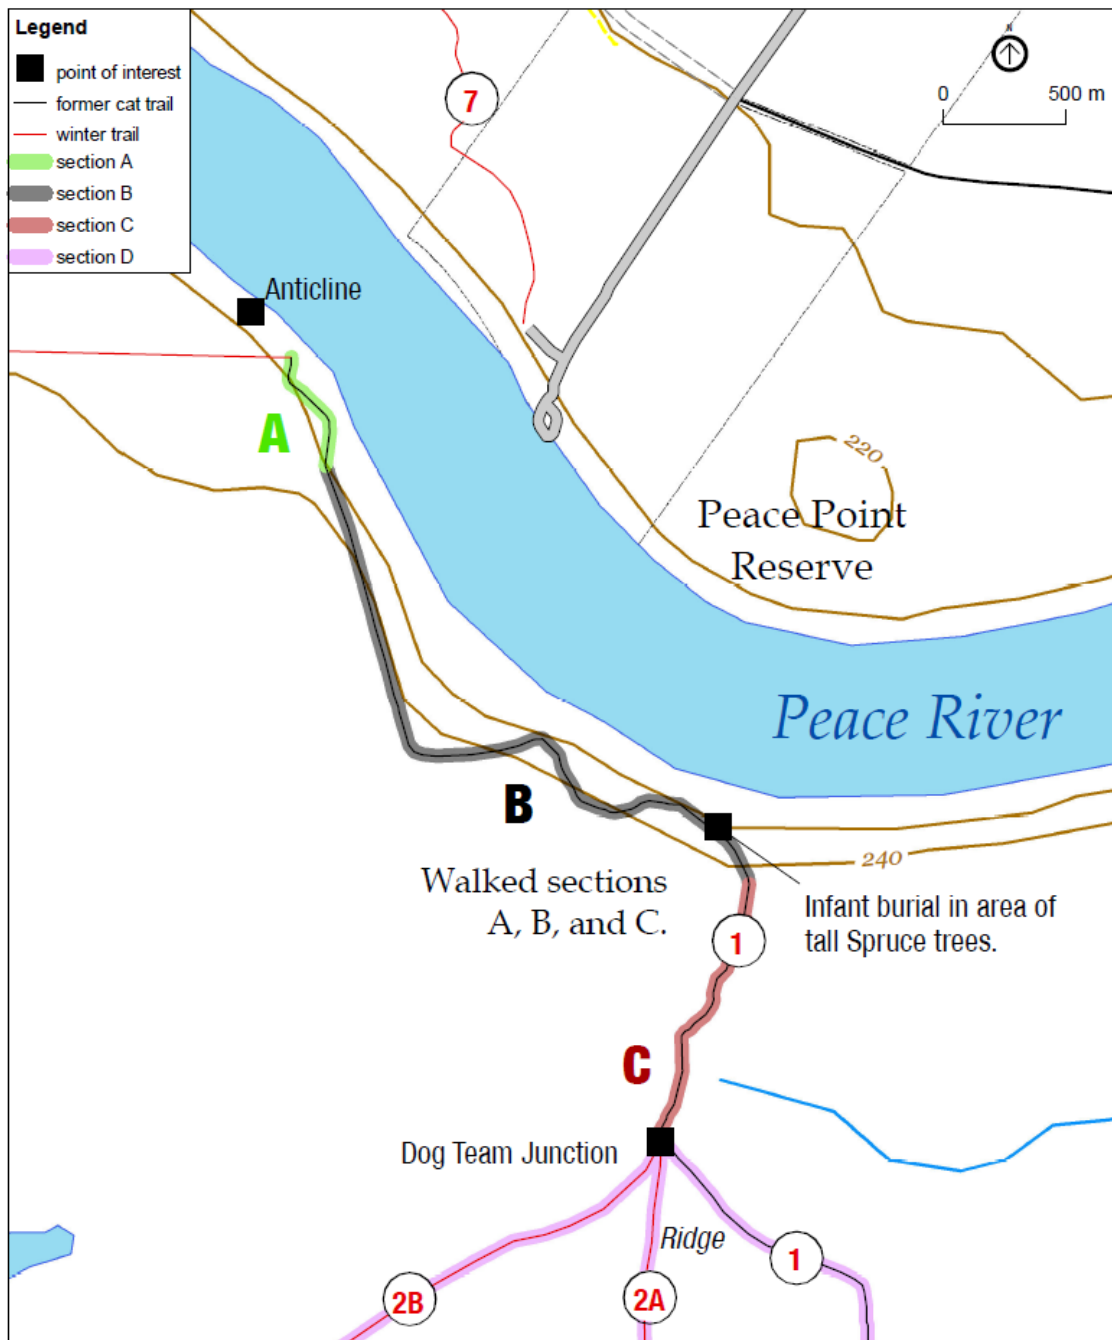 Legend
point of interest
former cat trail
winter trail
section A
section B
section C
section D
N
0 500 m
7
Anticline
A
220
Peace Point
Reserve
Peace River
B
240
Walked sections
A, B, and C.
Infant burial in area of
tall Spruce trees.
1
C
Dog Team Junction
Ridge
1
2B
2A